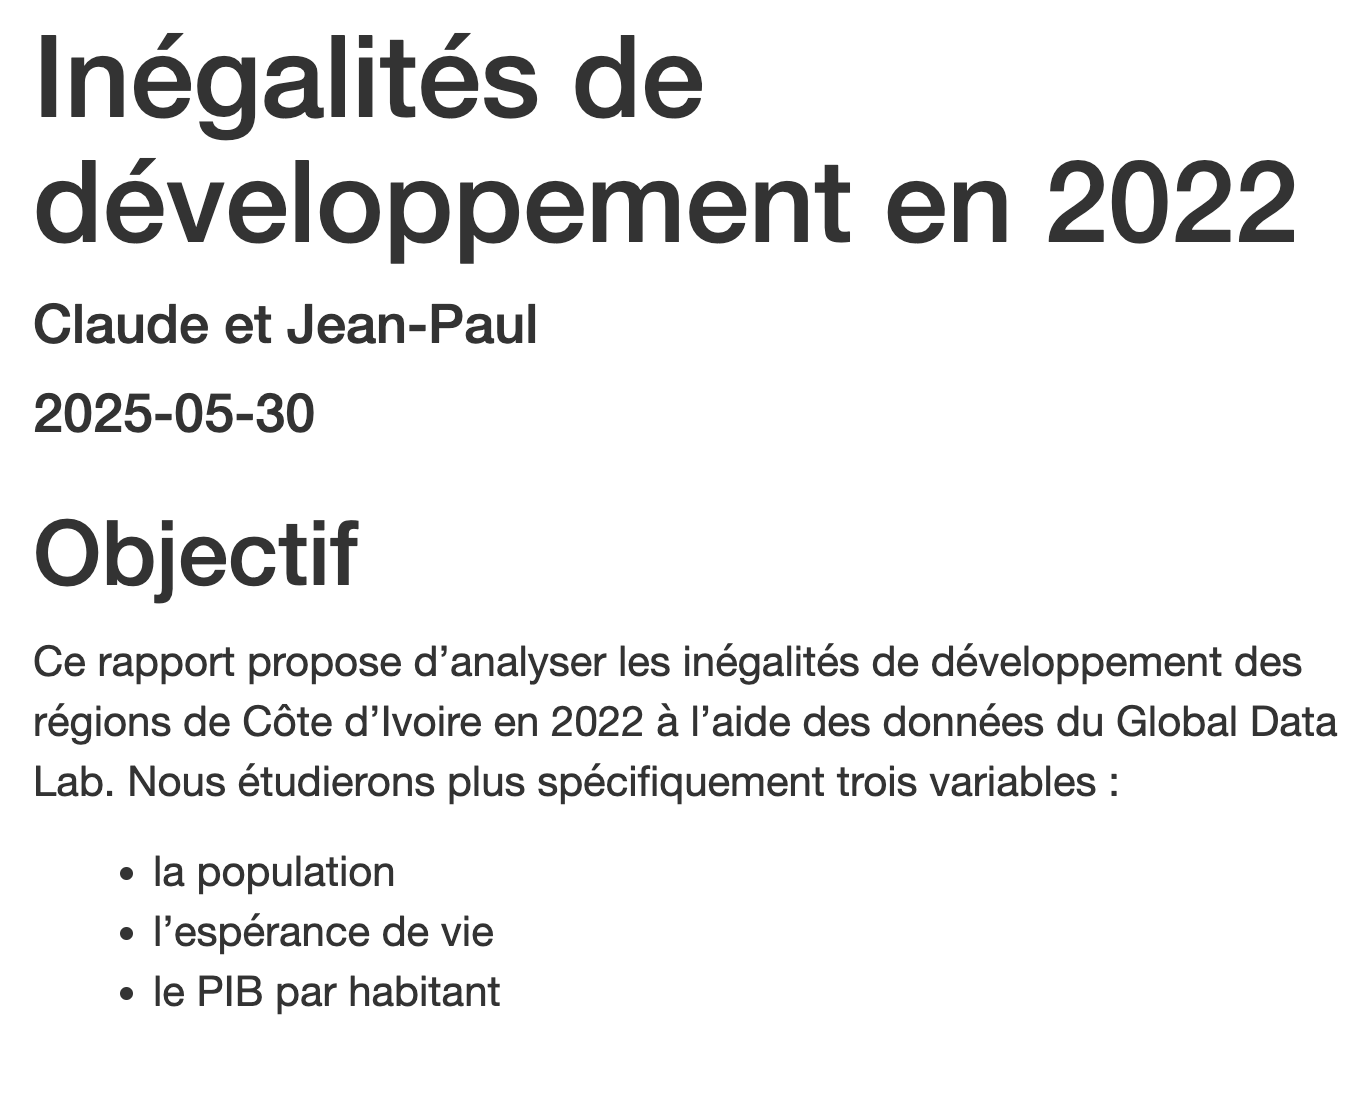 Inégalités de
développement en 2022
Claude et Jean-Paul
2025-05-30
Objectif
Ce rapport propose d’analyser les inégalités de développement des
régions de Côte d’Ivoire en 2022 à l’aide des données du Global Data
Lab. Nous étudierons plus spécifiquement trois variables :
• la population
• l’espérance de vie
• le PIB par habitant